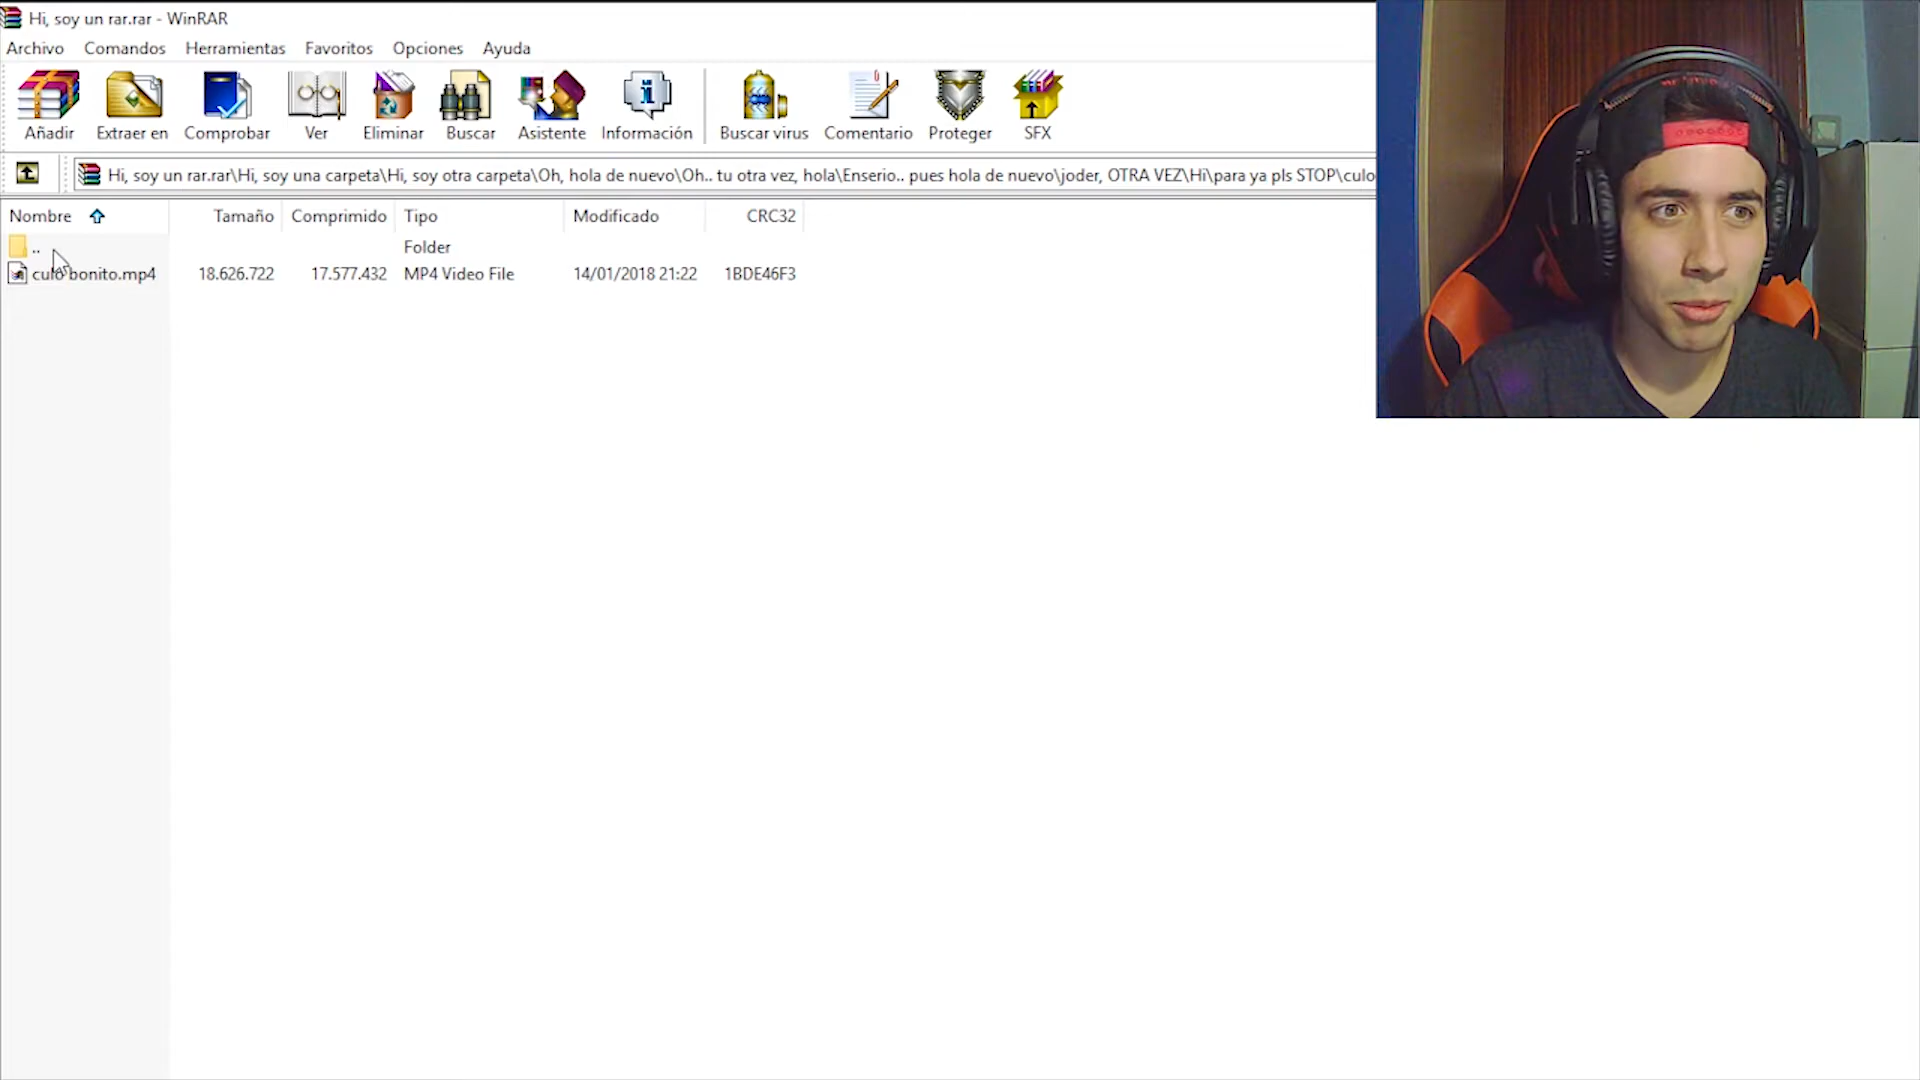 Hi, soy un rar.rar - WinRAR
Archivo Comandos Herramientas Favoritos Opciones Ayuda
Añadir Extraer en Comprobar Ver Eliminar Buscar Asistente Información Buscar virus Comentario Proteger SFX
Hi, soy un rar.rar\Hi, soy una carpeta\Hi, soy otra carpeta\Oh, hola de nuevo\Oh.. tu otra vez, hola\Enserio.. pues hola de nuevo\joder, OTRA VEZ\Hi\para ya pls STOP\culo
Nombre Tamaño Comprimido Tipo Modificado CRC32
.. Folder
culo bonito.mp4 18.626.722 17.577.432 MP4 Video File 14/01/2018 21:22 1BDE46F3